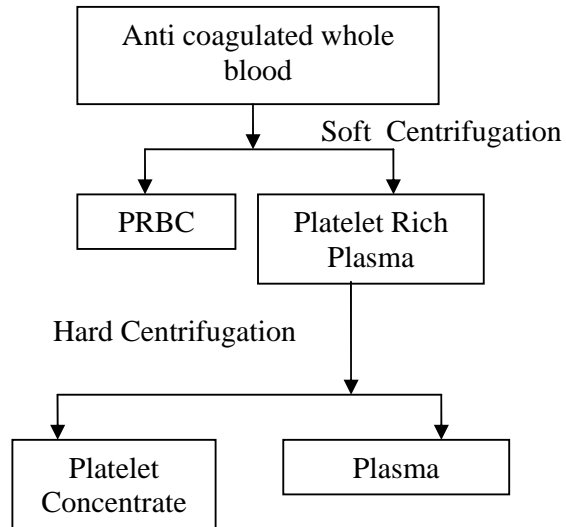 Anti coagulated whole
blood
Soft Centrifugation
PRBC
Platelet Rich
Plasma
Hard Centrifugation
Platelet
Concentrate
Plasma